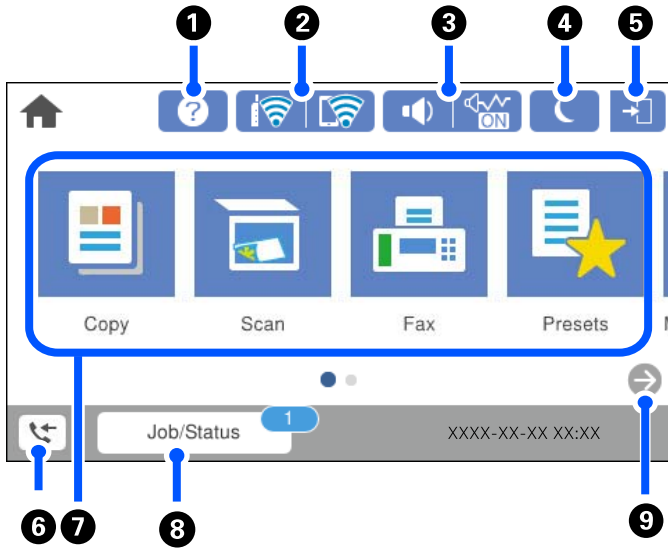 1 2 3 4 5
?
ON
Copy Scan Fax Presets
Job/Status 1 XXXX-XX-XX XX:XX
6 7 8 9